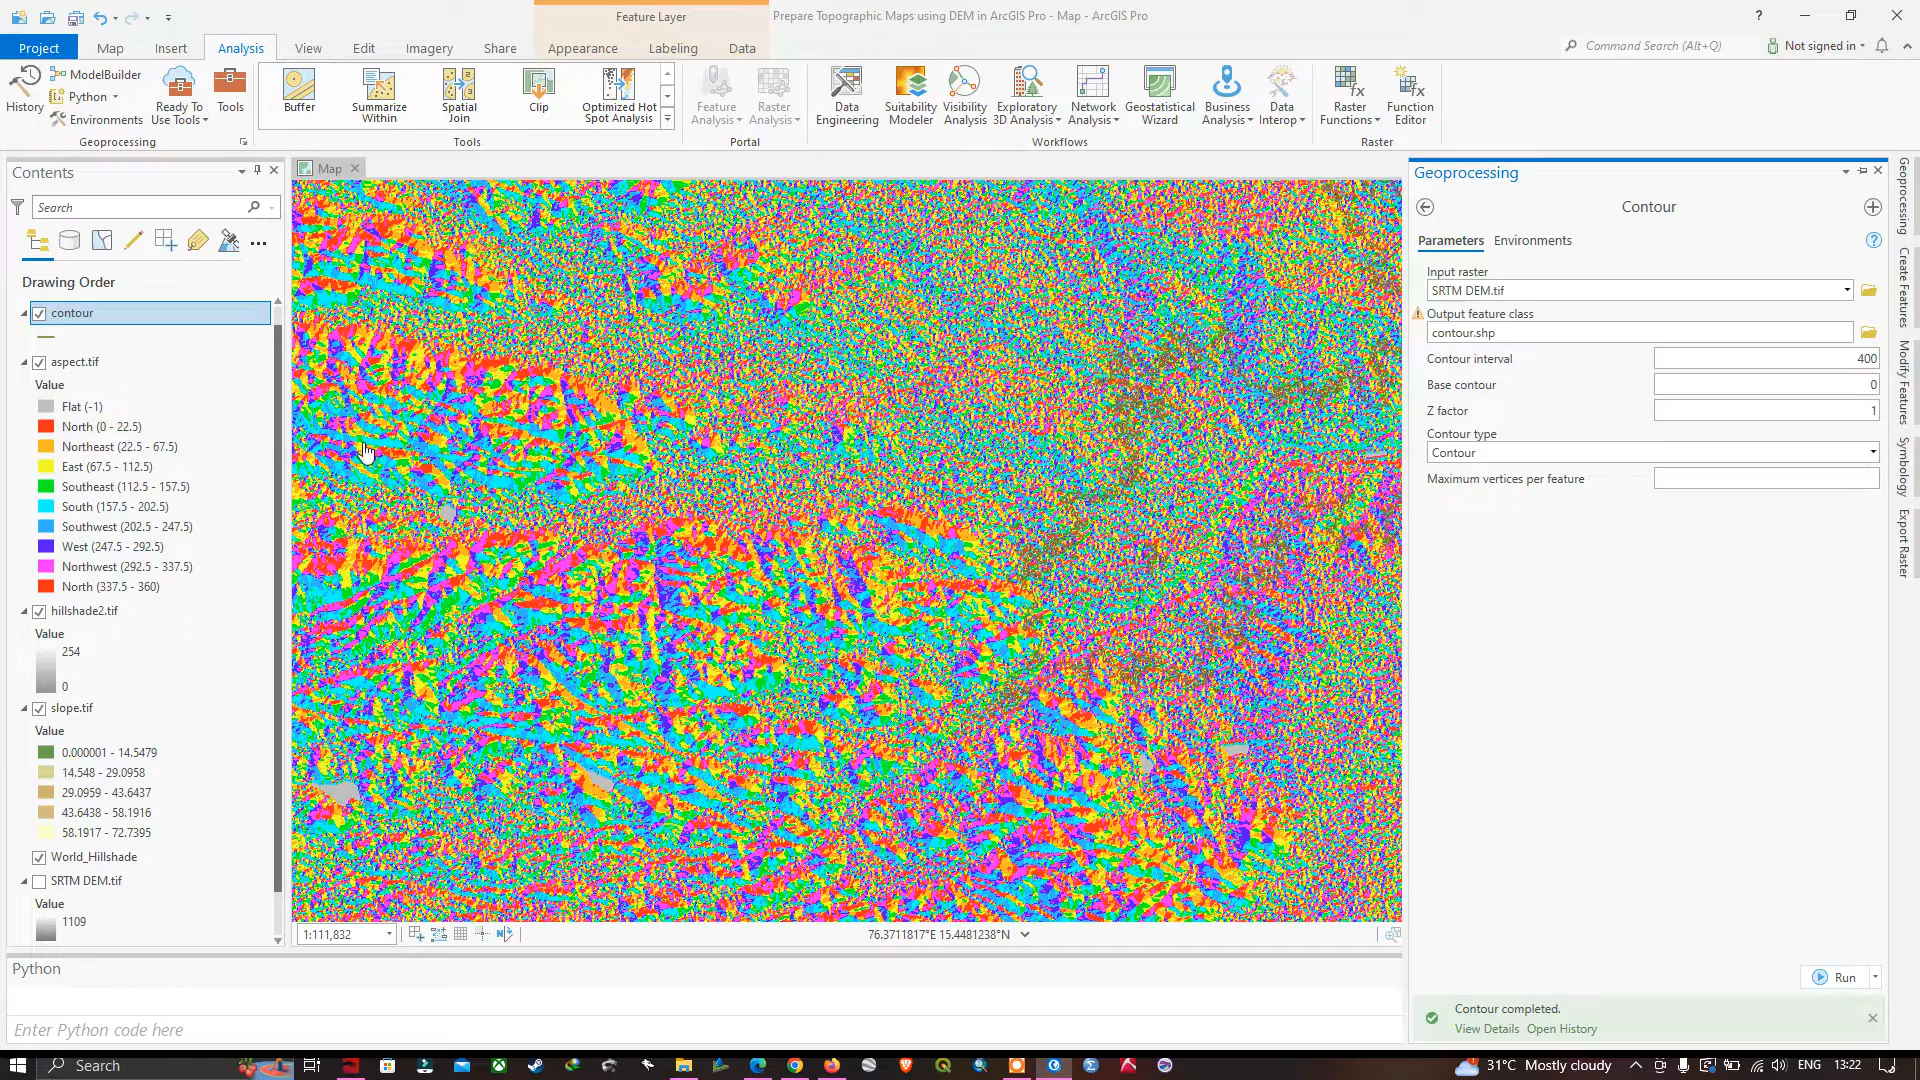 Feature Layer
Prepare Topographic Maps using DEM in ArcGIS Pro - Map - ArcGIS Pro
?
Project
Map
Insert
Analysis
View
Edit
Imagery
Share
Appearance
Labeling
Data
Command Search (Alt+Q)
Not signed in
History
ModelBuilder
Python
Environments
Ready To
Use Tools
Tools
Buffer
Summarize
Within
Spatial
Join
Clip
Optimized Hot
Spot Analysis
Feature
Analysis
Raster
Analysis
Data
Engineering
Suitability
Modeler
Visibility
Analysis
Exploratory
3D Analysis
Network
Analysis
Geostatistical
Wizard
Business
Analysis
Data
Interop
Raster
Functions
Function
Editor
Geoprocessing
Tools
Portal
Workflows
Raster
Contents
Search
Drawing Order
contour
aspect.tif
Value
Flat (-1)
North (0 - 22.5)
Northeast (22.5 - 67.5)
East (67.5 - 112.5)
Southeast (112.5 - 157.5)
South (157.5 - 202.5)
Southwest (202.5 - 247.5)
West (247.5 - 292.5)
Northwest (292.5 - 337.5)
North (337.5 - 360)
hillshade2.tif
Value
254
0
slope.tif
Value
0.000001 - 14.5479
14.548 - 29.0958
29.0959 - 43.6437
43.6438 - 58.1916
58.1917 - 72.7395
World_Hillshade
SRTM DEM.tif
Value
1109
Map
1:111,832
76.3711817°E 15.4481238°N
Python
Enter Python code here
Geoprocessing
Contour
Parameters
Environments
?
Input raster
SRTM DEM.tif
Output feature class
contour.shp
Contour interval
400
Base contour
0
Z factor
1
Contour type
Contour
Maximum vertices per feature
Run
Contour completed.
View Details Open History
Geoprocessing
Create Features
Modify Features
Symbology
Export Raster
Search
31°C Mostly cloudy
ENG
13:22